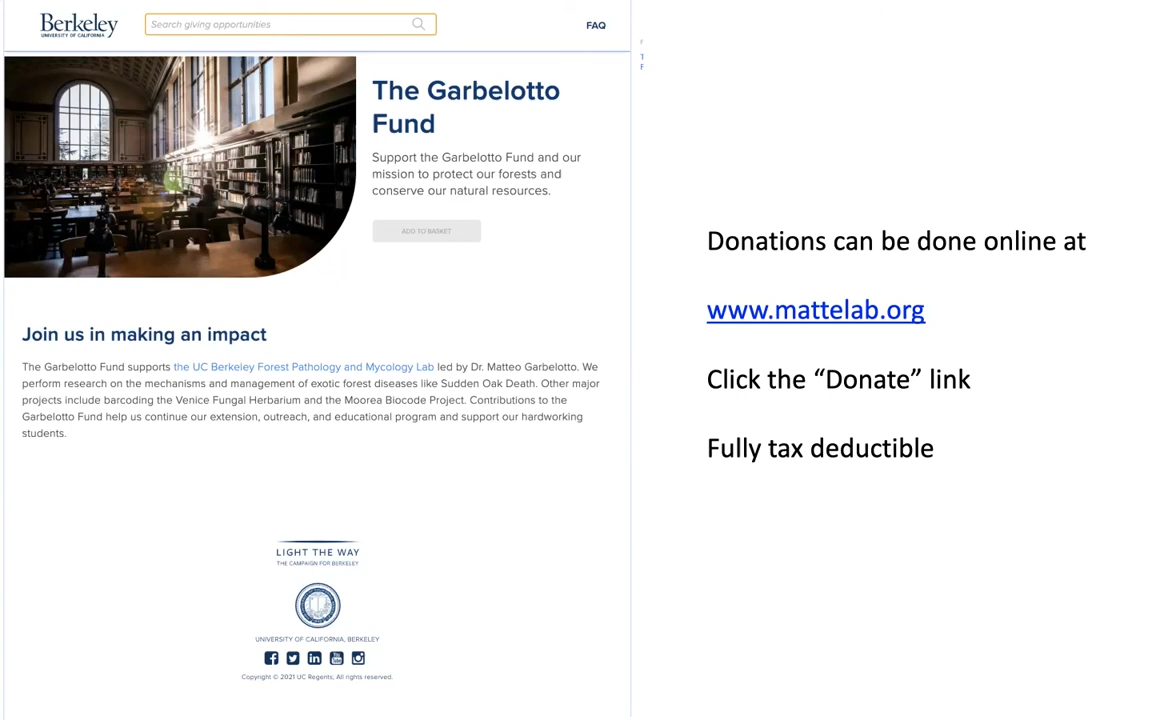 Berkeley
UNIVERSITY OF CALIFORNIA
Search giving opportunities
FAQ
The Garbelotto
Fund
Support the Garbelotto Fund and our
mission to protect our forests and
conserve our natural resources.
ADD TO BASKET
Join us in making an impact
The Garbelotto Fund supports the UC Berkeley Forest Pathology and Mycology Lab led by Dr. Matteo Garbelotto. We
perform research on the mechanisms and management of exotic forest diseases like Sudden Oak Death. Other major
projects include barcoding the Venice Fungal Herbarium and the Moorea Biocode Project. Contributions to the
Garbelotto Fund help us continue our extension, outreach, and educational program and support our hardworking
students.
LIGHT THE WAY
THE CAMPAIGN FOR BERKELEY
UNIVERSITY OF CALIFORNIA, BERKELEY
Copyright © 2021 UC Regents, All rights reserved.
Donations can be done online at
www.mattelab.org
Click the “Donate” link
Fully tax deductible